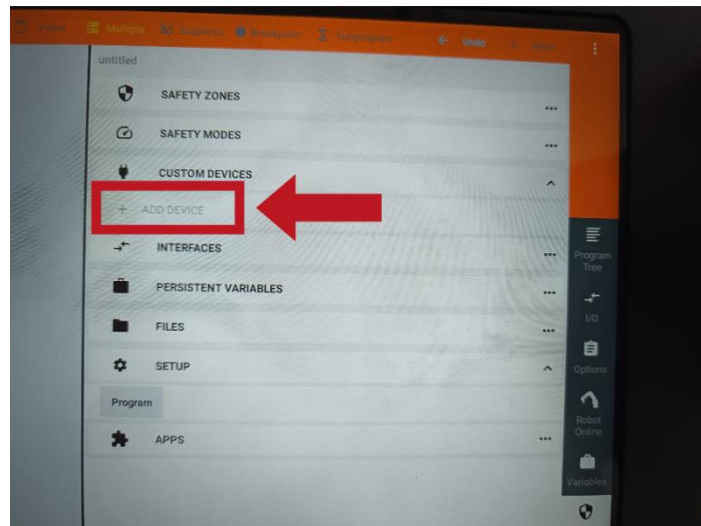 Paste Multiple Suppress Breakpoint Subprogram Undo Redo
untitled
SAFETY ZONES
SAFETY MODES
CUSTOM DEVICES
+ ADD DEVICE
INTERFACES
PERSISTENT VARIABLES
FILES
SETUP
Program
APPS
Program
Tree
I/O
Options
Robot
Online
Variables